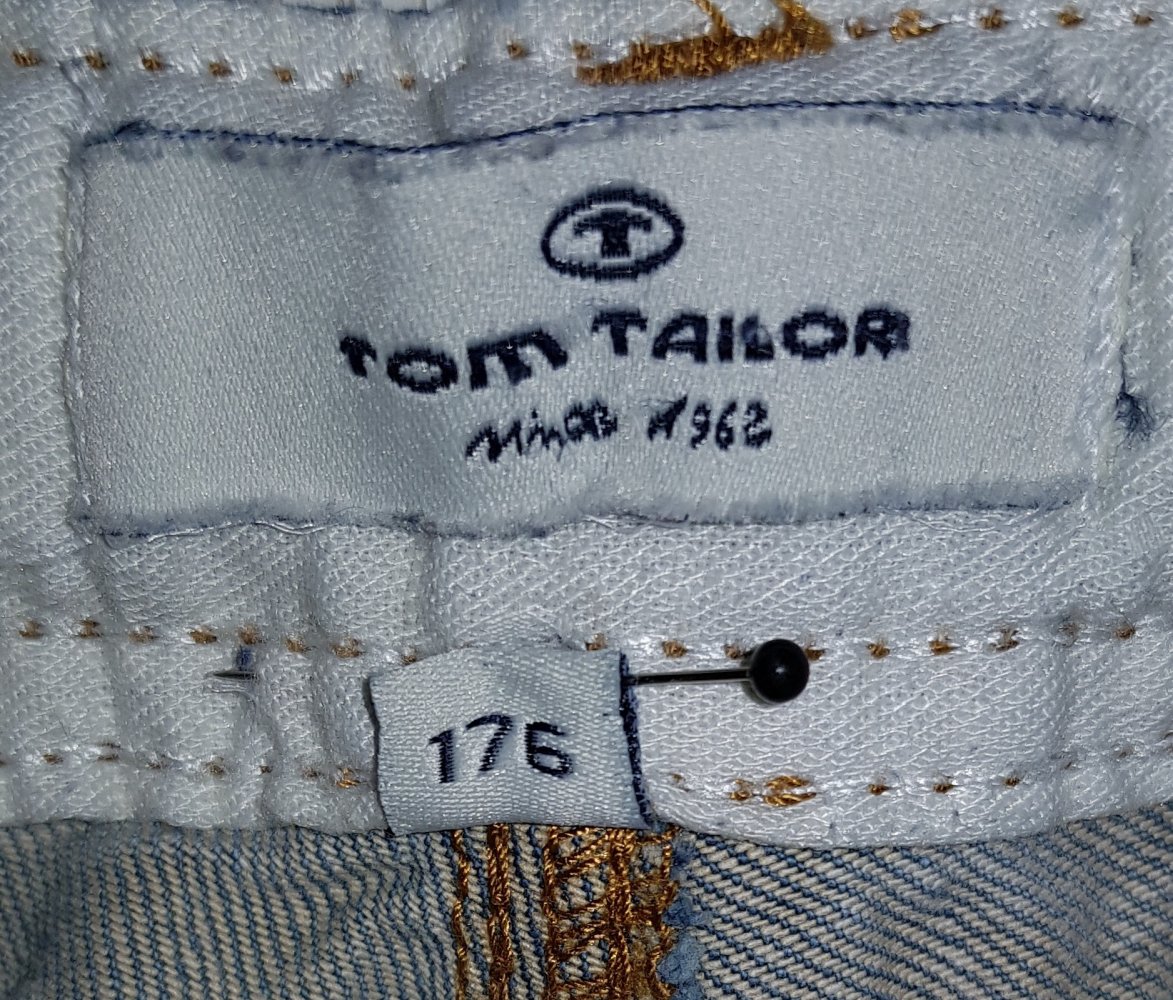 T
TOM TAILOR
since 1962
176